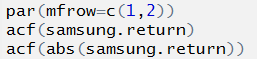 par(mfrow=c(1,2))
acf(samsung.return)
acf(abs(samsung.return))